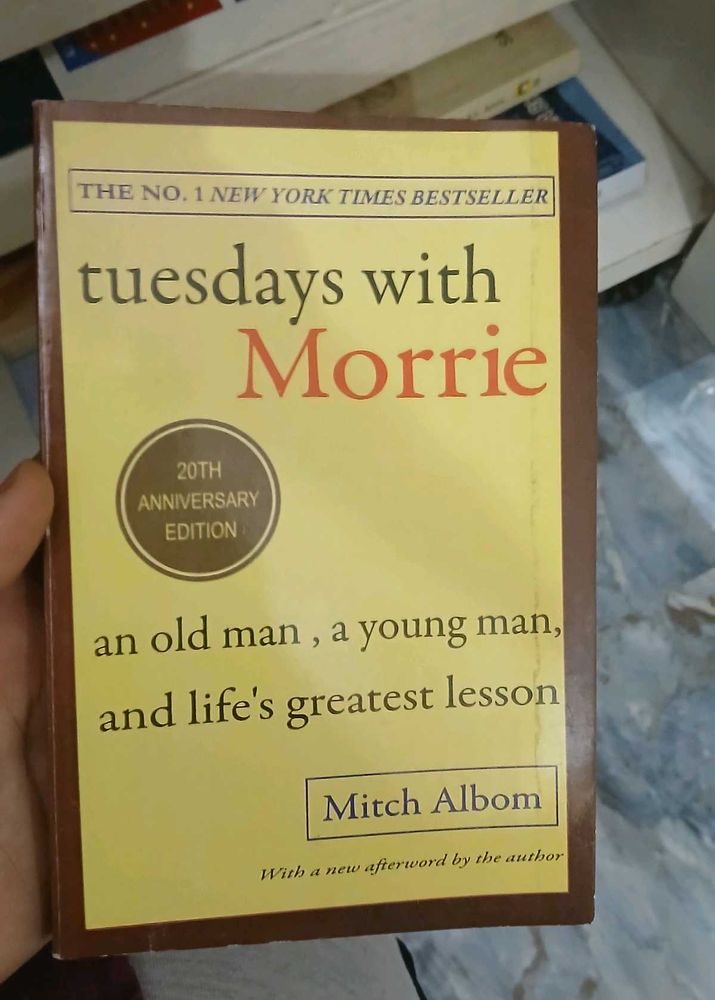 THE NO. 1 NEW YORK TIMES BESTSELLER
tuesdays with
Morrie
20TH
ANNIVERSARY
EDITION
an old man , a young man,
and life's greatest lesson
Mitch Albom
With a new afterword by the author